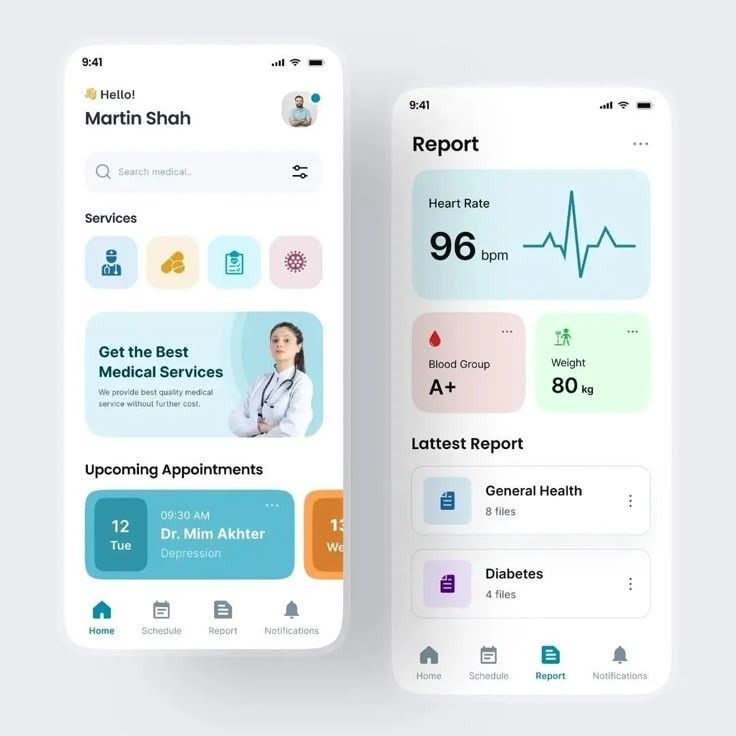 9:41
Hello!
Martin Shah
Search medical..
Services
Get the Best
Medical Services
We provide best quality medical
service without further cost.
Upcoming Appointments
12
Tue
09:30 AM
Dr. Mim Akhter
Depression
13
We
Home
Schedule
Report
Notifications
9:41
Report
Heart Rate
96 bpm
Blood Group
A+
Weight
80 kg
Lattest Report
General Health
8 files
Diabetes
4 files
Home
Schedule
Report
Notifications